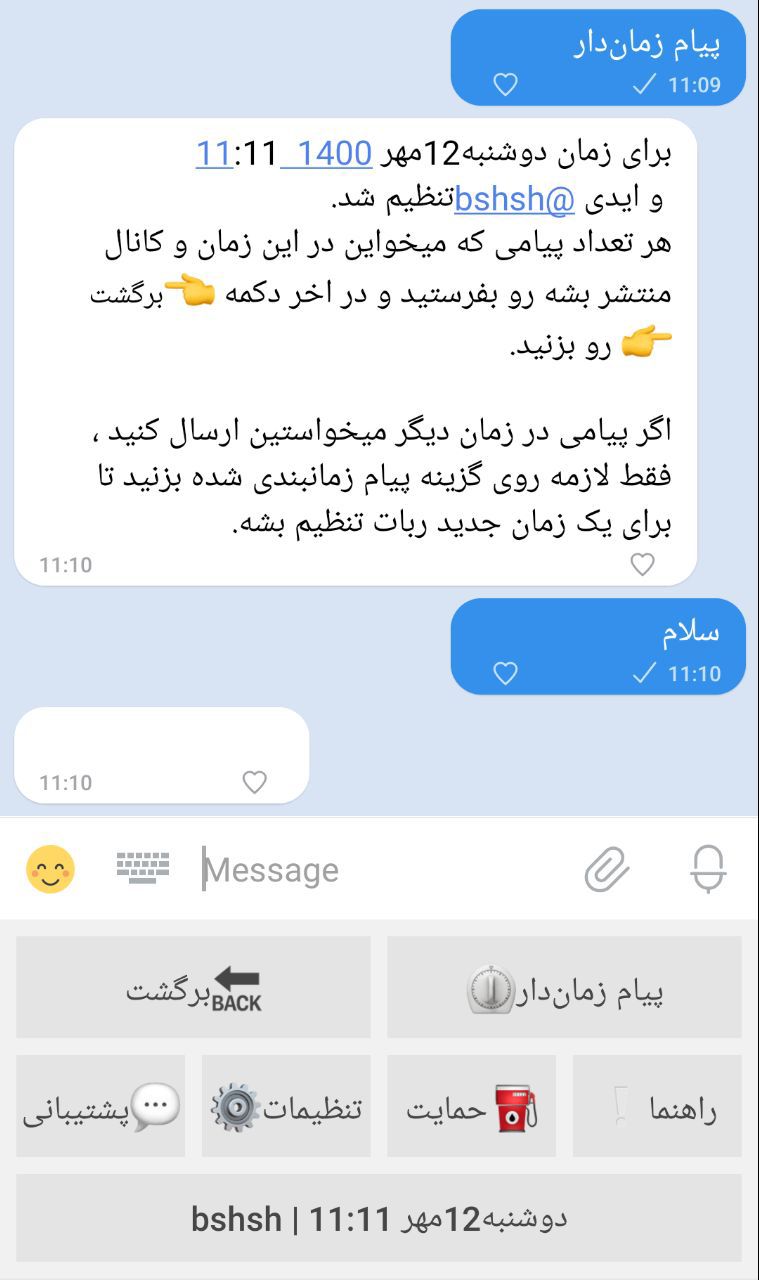 پیام زمان‌دار
11:09
برای زمان دوشنبه12مهر 1400_11:11
و ایدی @bshshتنظیم شد.
هر تعداد پیامی که میخواین در این زمان و کانال
منتشر بشه رو بفرستید و در اخر دکمه 👈برگشت
👉 رو بزنید.
اگر پیامی در زمان دیگر میخواستین ارسال کنید ،
فقط لازمه روی گزینه پیام زمانبندی شده بزنید تا
برای یک زمان جدید ربات تنظیم بشه.
11:10
سلام
11:10
11:10
Message
پیام زمان‌دار
برگشت BACK
راهنما
حمایت
تنظیمات
پشتیبانی
دوشنبه12مهر 11:11 | bshsh